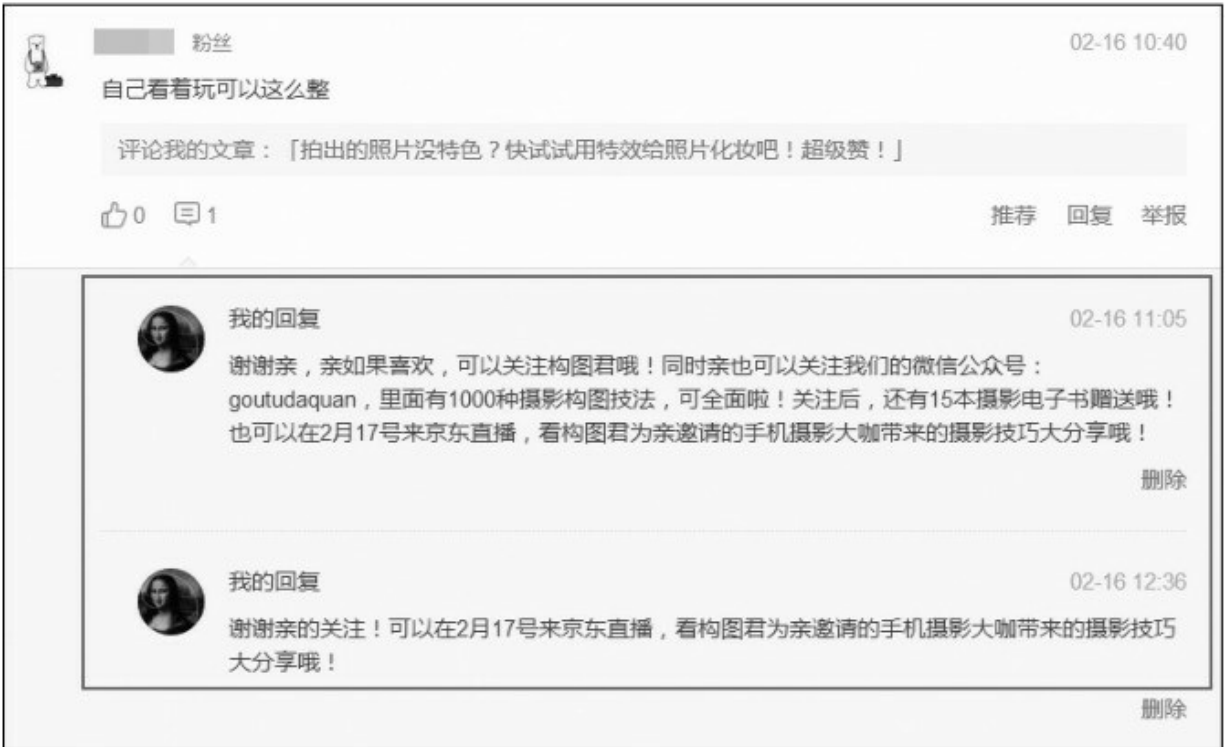 粉丝 02-16 10:40
自己看着玩可以这么整
评论我的文章：「拍出的照片没特色？快试试用特效给照片化妆吧！超级赞！」
0 1 推荐 回复 举报
我的回复 02-16 11:05
谢谢亲，亲如果喜欢，可以关注构图君哦！同时亲也可以关注我们的微信公众号：
goutudaquan，里面有1000种摄影构图技法，可全面啦！关注后，还有15本摄影电子书赠送哦！
也可以在2月17号来京东直播，看构图君为亲邀请的手机摄影大咖带来的摄影技巧大分享哦！
删除
我的回复 02-16 12:36
谢谢亲的关注！可以在2月17号来京东直播，看构图君为亲邀请的手机摄影大咖带来的摄影技巧
大分享哦！
删除